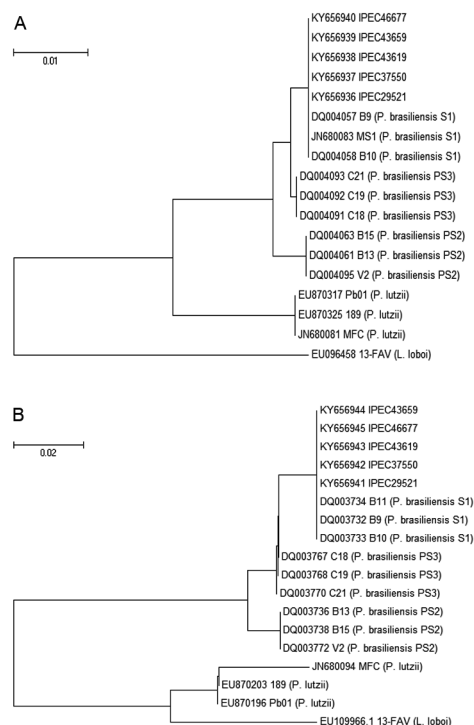 A
0.01
KY656940 IPEC46677
KY656939 IPEC43659
KY656938 IPEC43619
KY656937 IPEC37550
KY656936 IPEC29521
DQ004057 B9 (P. brasiliensis S1)
JN680083 MS1 (P. brasiliensis S1)
DQ004058 B10 (P. brasiliensis S1)
DQ004093 C21 (P. brasiliensis PS3)
DQ004092 C19 (P. brasiliensis PS3)
DQ004091 C18 (P. brasiliensis PS3)
DQ004063 B15 (P. brasiliensis PS2)
DQ004061 B13 (P. brasiliensis PS2)
DQ004095 V2 (P. brasiliensis PS2)
EU870317 Pb01 (P. lutzii)
EU870325 189 (P. lutzii)
JN680081 MFC (P. lutzii)
EU096458 13-FAV (L. loboi)
B
0.02
KY656944 IPEC43659
KY656945 IPEC46677
KY656943 IPEC43619
KY656942 IPEC37550
KY656941 IPEC29521
DQ003734 B11 (P. brasiliensis S1)
DQ003732 B9 (P. brasiliensis S1)
DQ003733 B10 (P. brasiliensis S1)
DQ003767 C18 (P. brasiliensis PS3)
DQ003768 C19 (P. brasiliensis PS3)
DQ003770 C21 (P. brasiliensis PS3)
DQ003736 B13 (P. brasiliensis PS2)
DQ003738 B15 (P. brasiliensis PS2)
DQ003772 V2 (P. brasiliensis PS2)
JN680094 MFC (P. lutzii)
EU870203 189 (P. lutzii)
EU870196 Pb01 (P. lutzii)
EU109966.1 13-FAV (L. loboi)